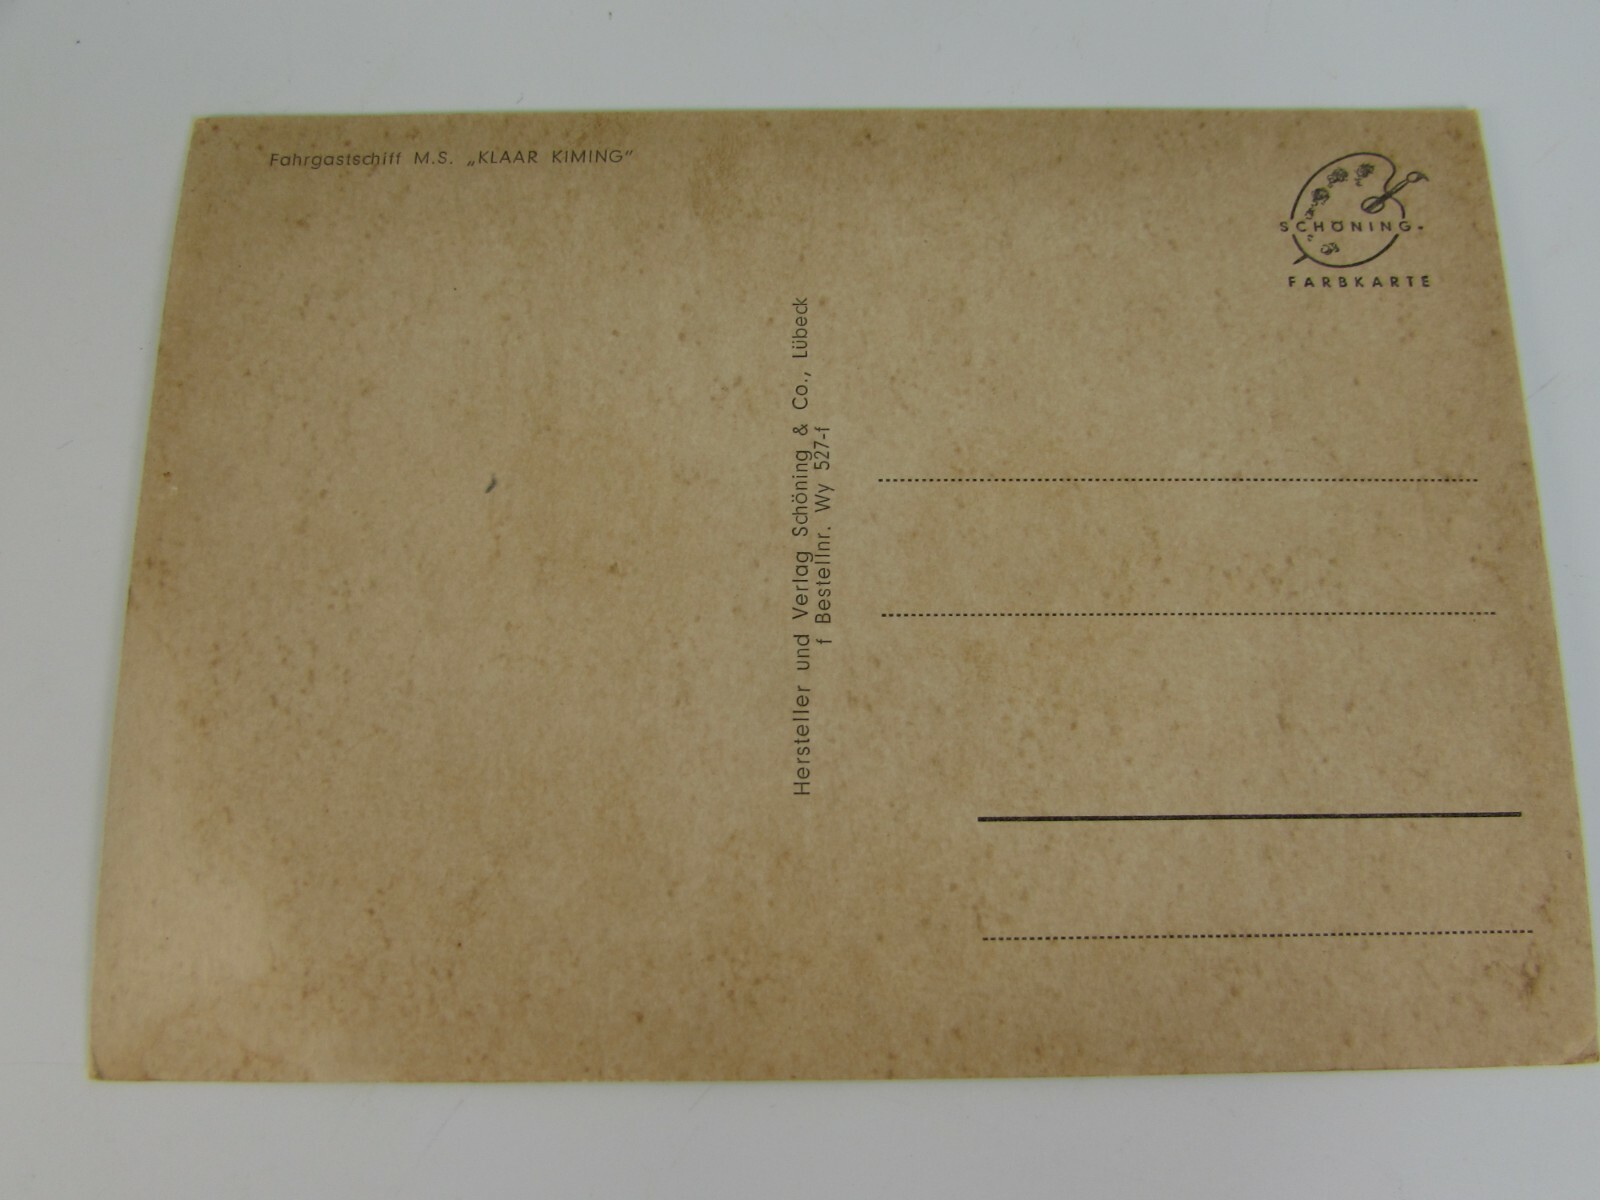 Fahrgastschiff M.S. „KLAAR KIMING"
SCHÖNING-
FARBKARTE
Hersteller und Verlag Schöning & Co., Lübeck
f Bestellnr. Wy 527-f